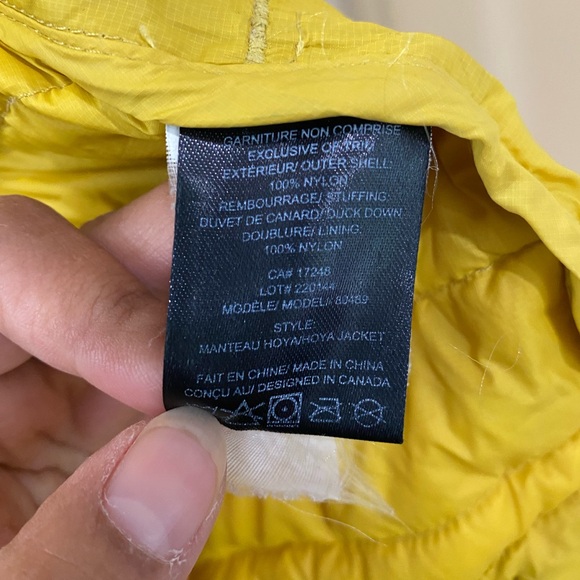 GARNITURE NON COMPRISE
EXCLUSIVE OF TRIM
EXTÉRIEUR/ OUTER SHELL:
100% NYLON
REMBOURRAGE/ STUFFING:
DUVET DE CANARD/ DUCK DOWN
DOUBLURE/ LINING:
100% NYLON
CA# 17248
LOT# 220144
MODÈLE/ MODEL# 80489
STYLE:
MANTEAU HOYA/HOYA JACKET
FAIT EN CHINE/ MADE IN CHINA
CONÇU AU/ DESIGNED IN CANADA